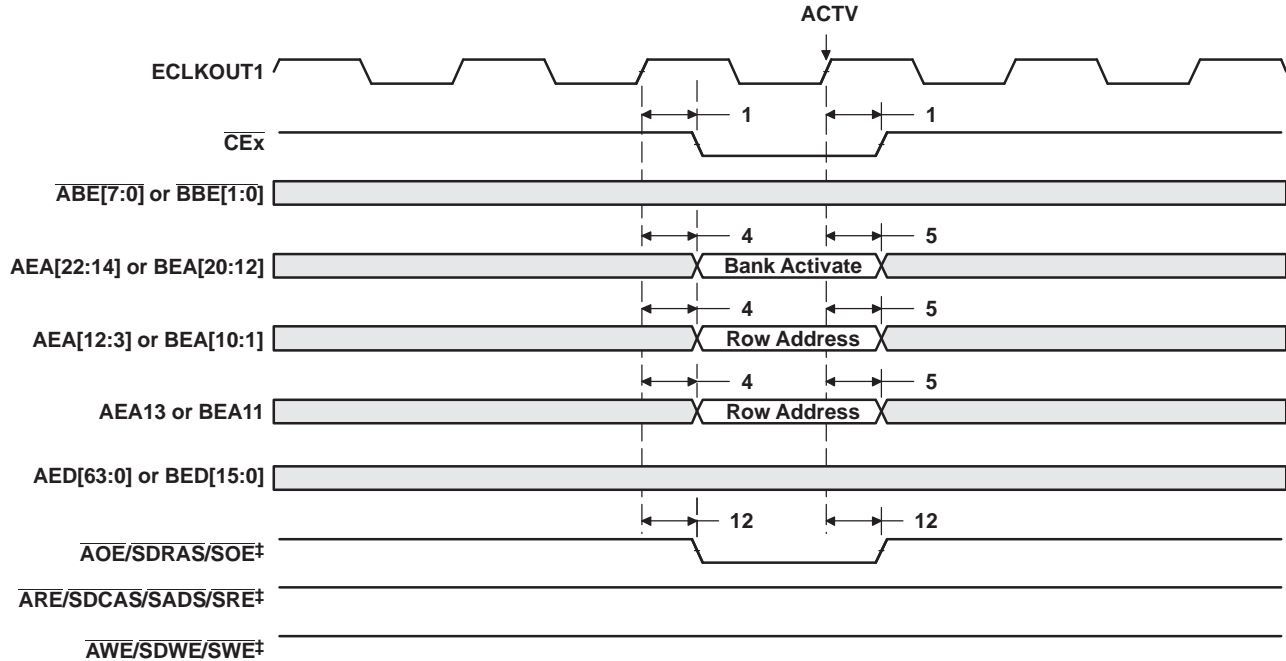 ACTV
ECLKOUT1
1 1
CEx
ABE[7:0] or BBE[1:0]
4 5
AEA[22:14] or BEA[20:12] Bank Activate
4 5
AEA[12:3] or BEA[10:1] Row Address
4 5
AEA13 or BEA11 Row Address
AED[63:0] or BED[15:0]
12 12
AOE/SDRAS/SOE‡
ARE/SDCAS/SADS/SRE‡
AWE/SDWE/SWE‡